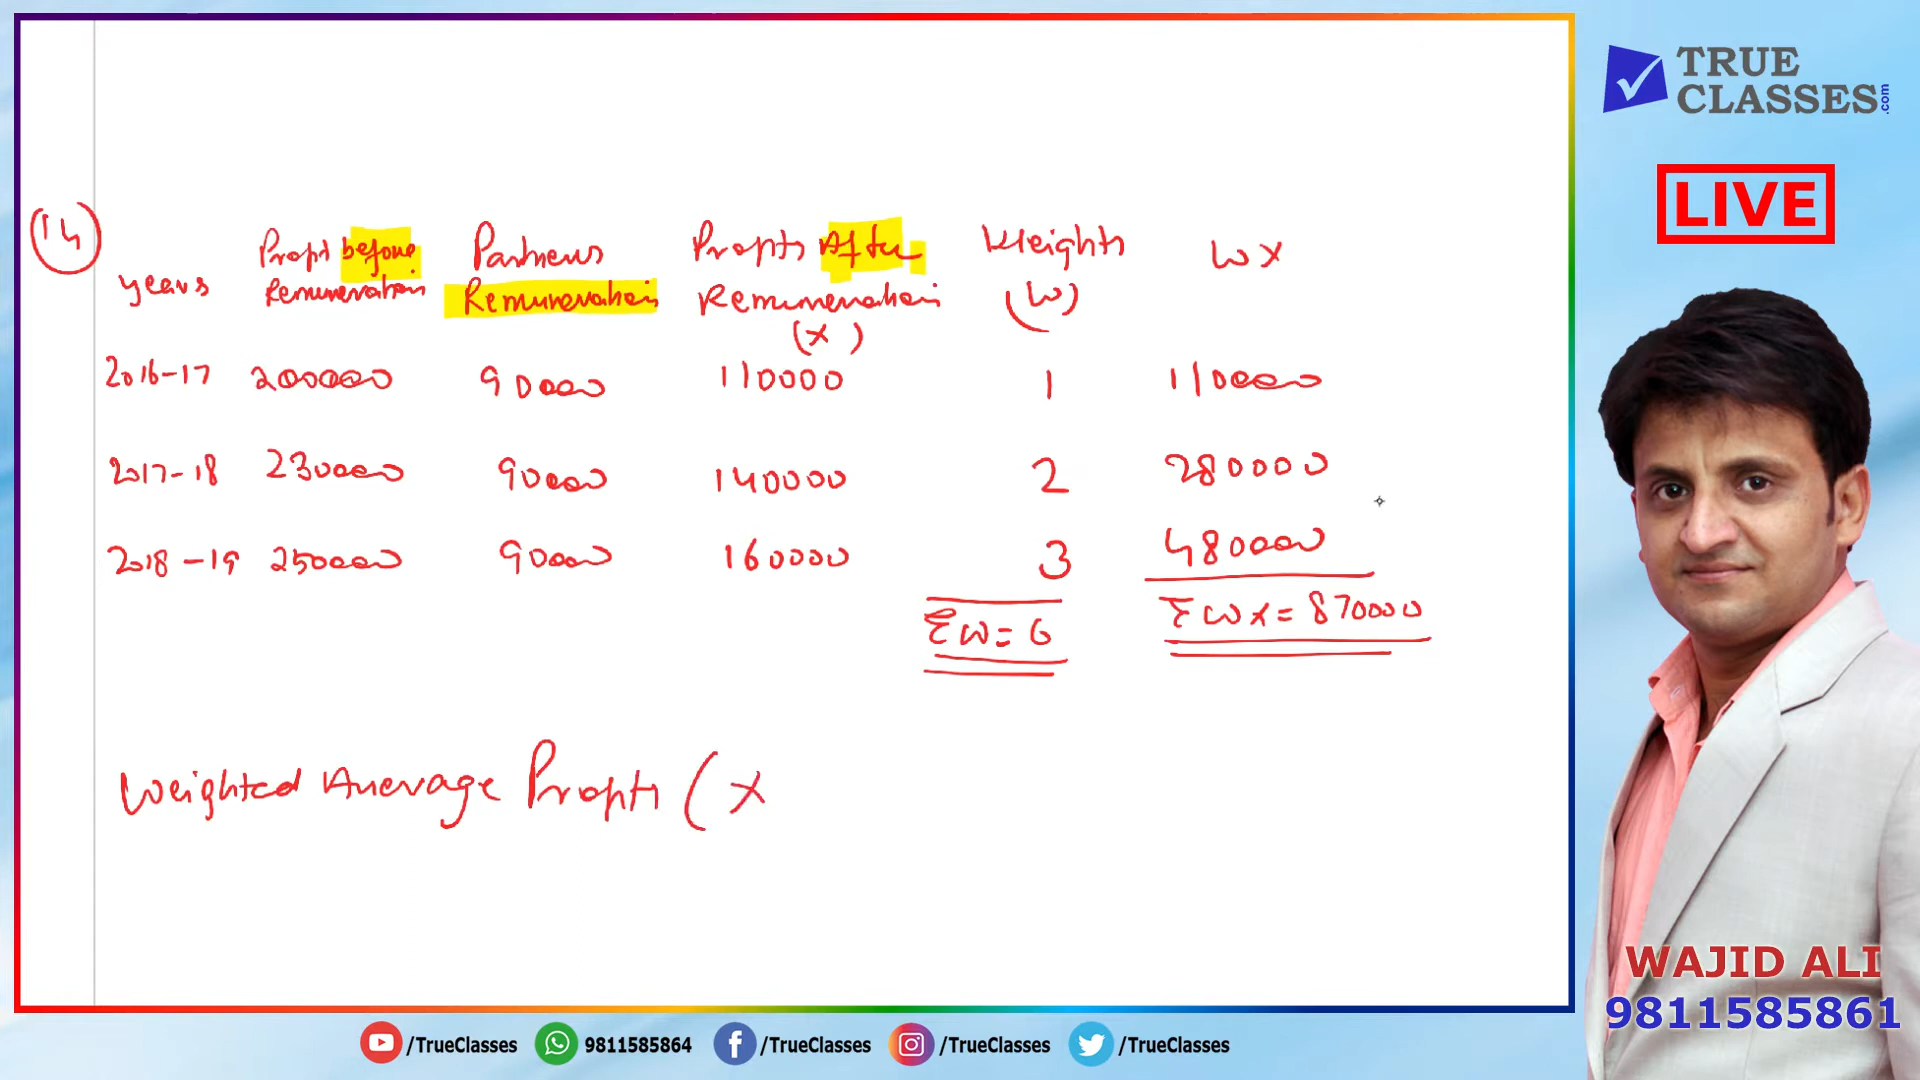 14
years Profit before Remuneration Partners Remuneration Profits After Remuneration (x) Weights (W) WX
2016-17 200000 90000 110000 1 110000
2017-18 230000 90000 140000 2 280000
2018-19 250000 90000 160000 3 480000
ΣW=6 ΣWX=870000
Weighted Average Profits (X
TRUE
CLASSES.com
LIVE
WAJID ALI
9811585861
/TrueClasses 9811585864 /TrueClasses /TrueClasses /TrueClasses